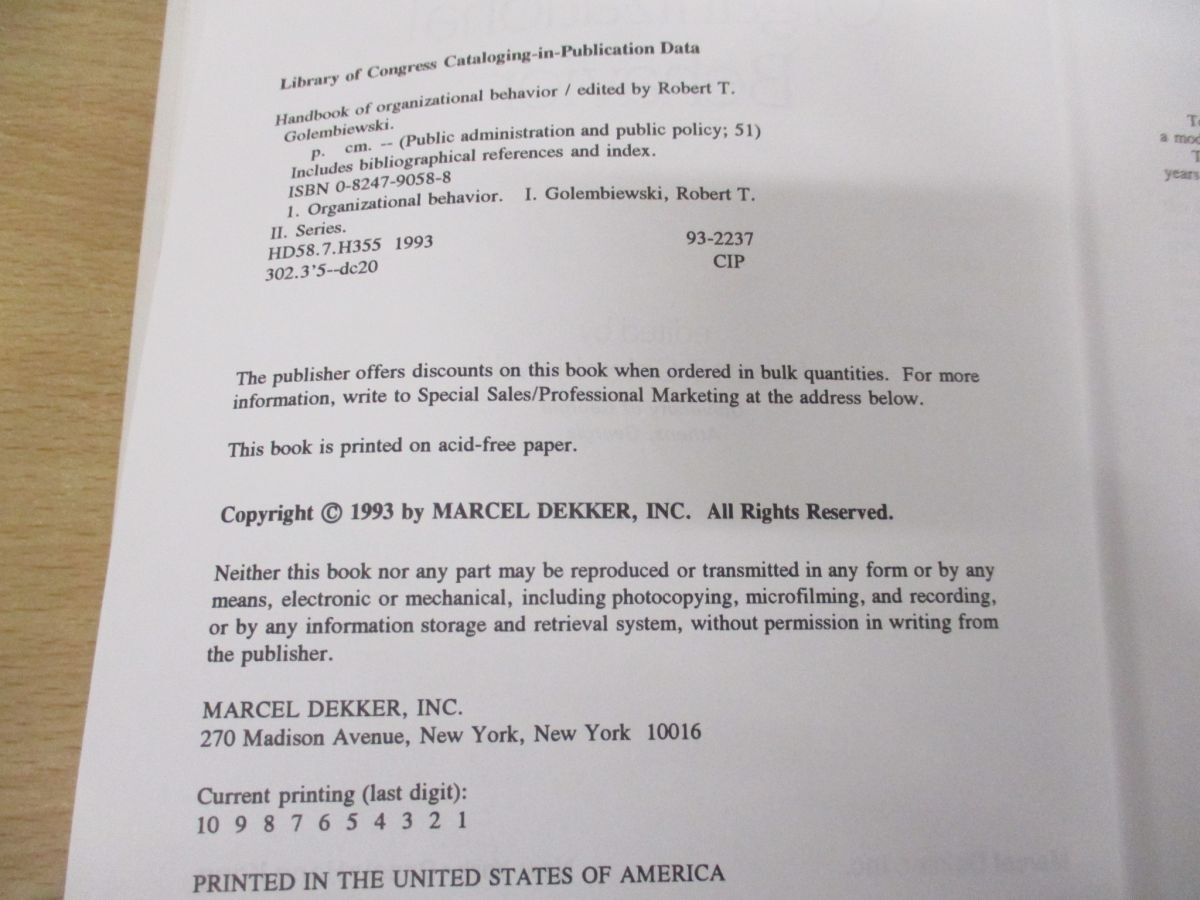 Library of Congress Cataloging-in-Publication Data
Handbook of organizational behavior / edited by Robert T.
Golembiewski.
p. cm. -- (Public administration and public policy; 51)
Includes bibliographical references and index.
ISBN 0-8247-9058-8
1. Organizational behavior. I. Golembiewski, Robert T.
II. Series.
HD58.7.H355 1993 93-2237
302.3'5--dc20 CIP
The publisher offers discounts on this book when ordered in bulk quantities. For more
information, write to Special Sales/Professional Marketing at the address below.
This book is printed on acid-free paper.
Copyright © 1993 by MARCEL DEKKER, INC. All Rights Reserved.
Neither this book nor any part may be reproduced or transmitted in any form or by any
means, electronic or mechanical, including photocopying, microfilming, and recording,
or by any information storage and retrieval system, without permission in writing from
the publisher.
MARCEL DEKKER, INC.
270 Madison Avenue, New York, New York 10016
Current printing (last digit):
10 9 8 7 6 5 4 3 2 1
PRINTED IN THE UNITED STATES OF AMERICA
a
years